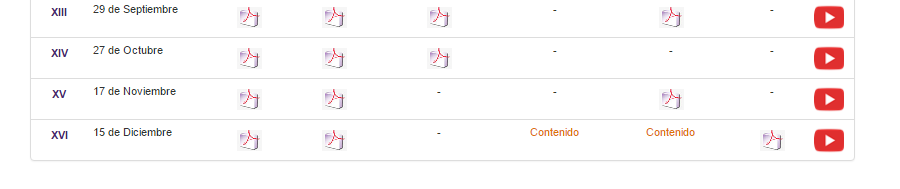 XIII 29 de Septiembre - -
XIV 27 de Octubre - - -
XV 17 de Noviembre - - -
XVI 15 de Diciembre - Contenido Contenido